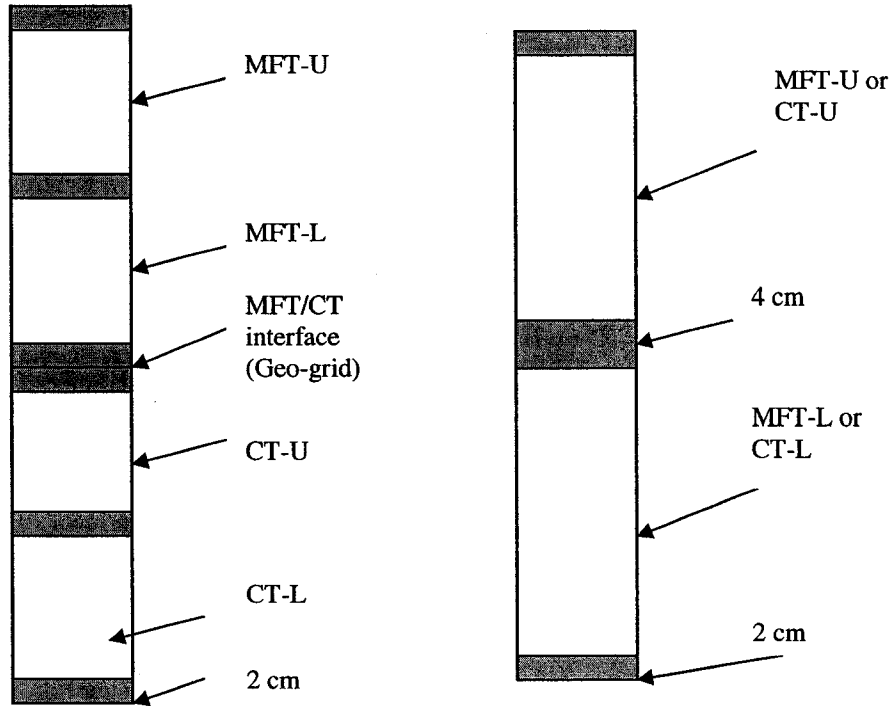 MFT-U
MFT-L
MFT/CT
interface
(Geo-grid)
CT-U
CT-L
2 cm
MFT-U or
CT-U
4 cm
MFT-L or
CT-L
2 cm